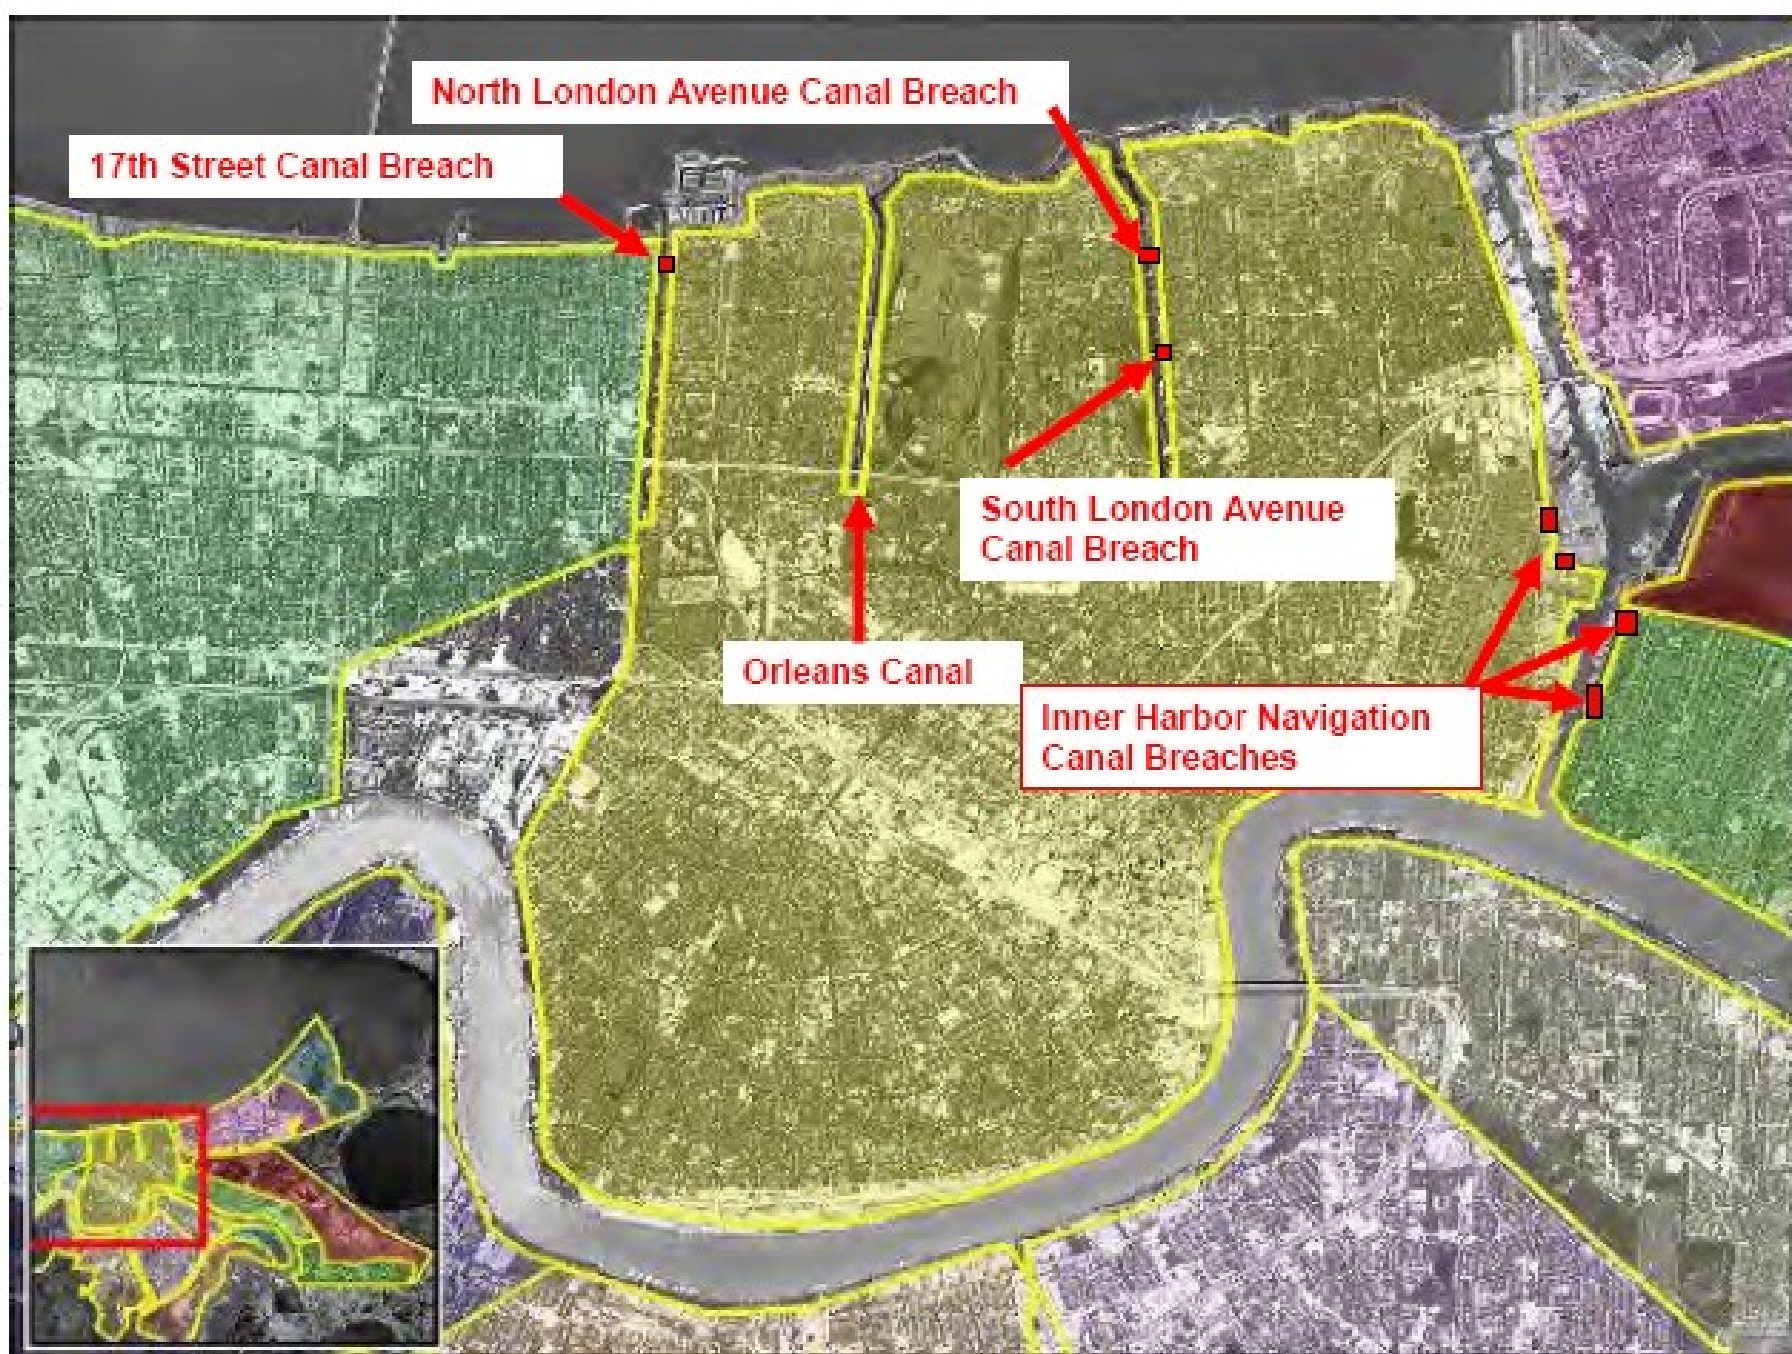 North London Avenue Canal Breach
17th Street Canal Breach
South London Avenue
Canal Breach
Orleans Canal
Inner Harbor Navigation
Canal Breaches